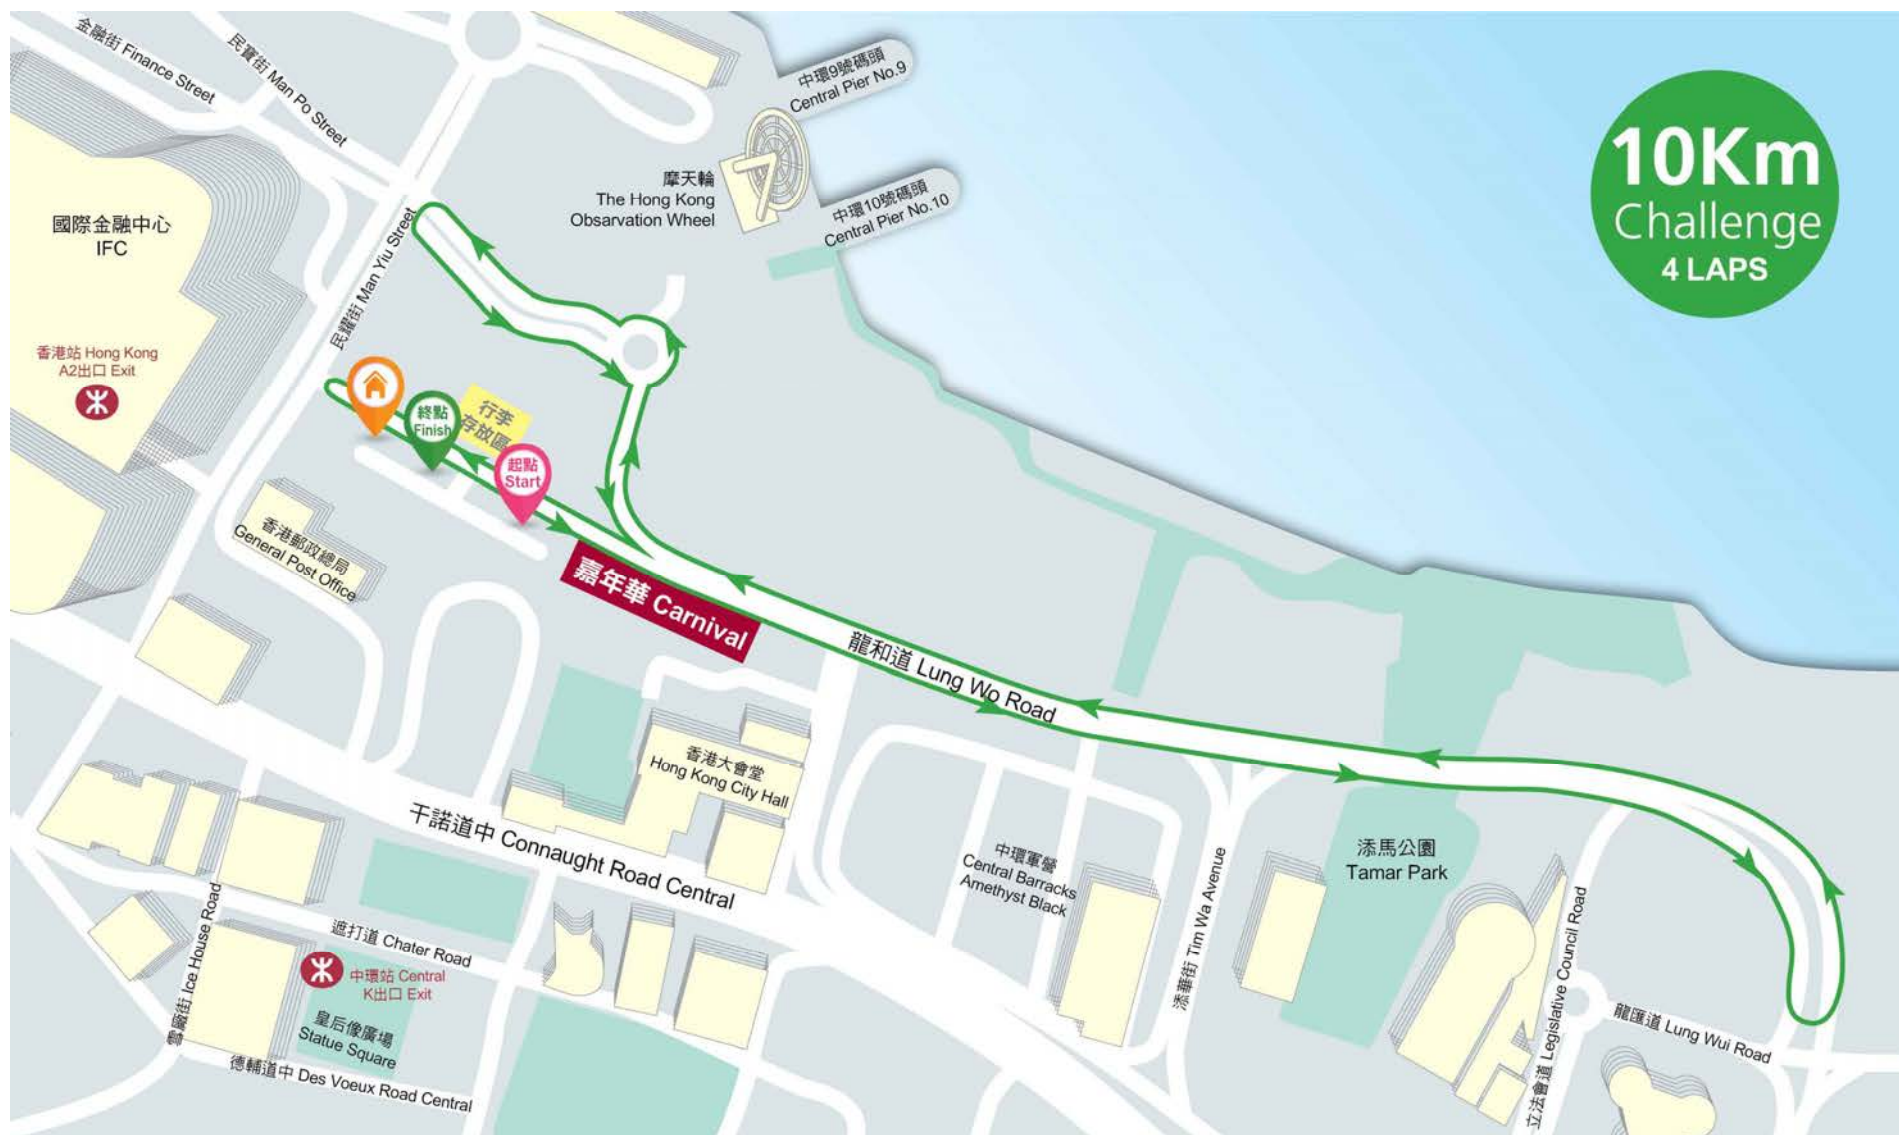 金融街 Finance Street
民寶街 Man Po Street
中環9號碼頭
Central Pier No.9
10Km
Challenge
4 LAPS
摩天輪
The Hong Kong
Obsarvation Wheel
中環10號碼頭
Central Pier No.10
國際金融中心
IFC
民耀街 Man Yiu Street
香港站 Hong Kong
A2出口 Exit
終點
Finish
行李
存放區
起點
Start
香港郵政總局
General Post Office
嘉年華 Carnival
龍和道 Lung Wo Road
香港大會堂
Hong Kong City Hall
干諾道中 Connaught Road Central
中環軍營
Central Barracks
Amethyst Black
添華街 Tim Wa Avenue
添馬公園
Tamar Park
立法會道 Legislative Council Road
龍匯道 Lung Wui Road
雪廠街 Ice House Road
遮打道 Chater Road
中環站 Central
K出口 Exit
皇后像廣場
Statue Square
德輔道中 Des Voeux Road Central